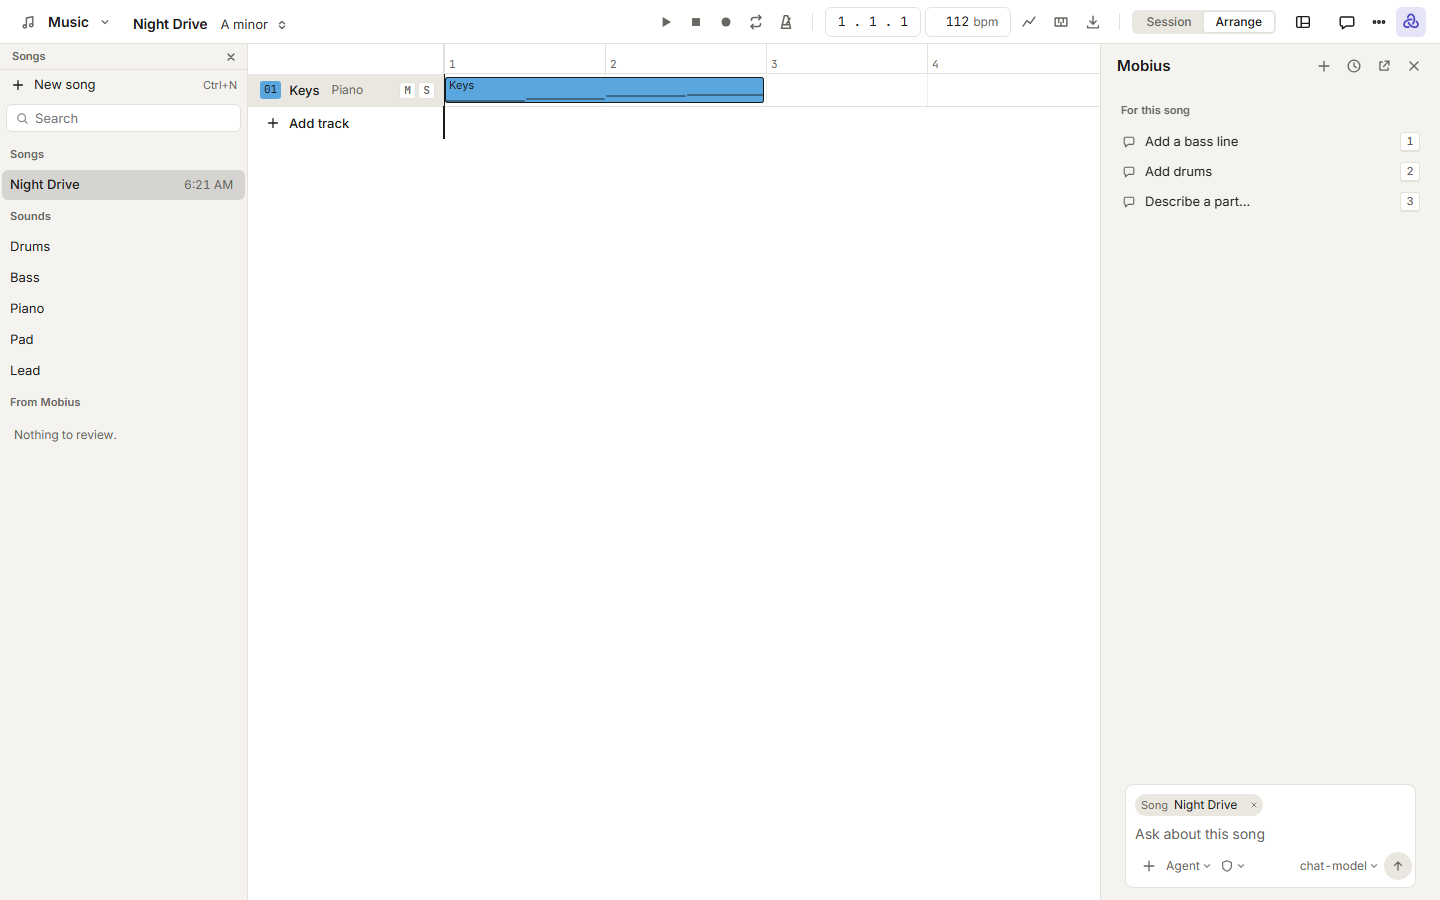 Music
Night Drive A minor
1 . 1 . 1
112 bpm
Session Arrange
Songs
New song Ctrl+N
Search
Songs
Night Drive 6:21 AM
Sounds
Drums
Bass
Piano
Pad
Lead
From Mobius
Nothing to review.
1 2 3 4
01 Keys Piano M S
Keys
Add track
Mobius
For this song
Add a bass line 1
Add drums 2
Describe a part... 3
Song Night Drive ×
Ask about this song
Agent chat-model